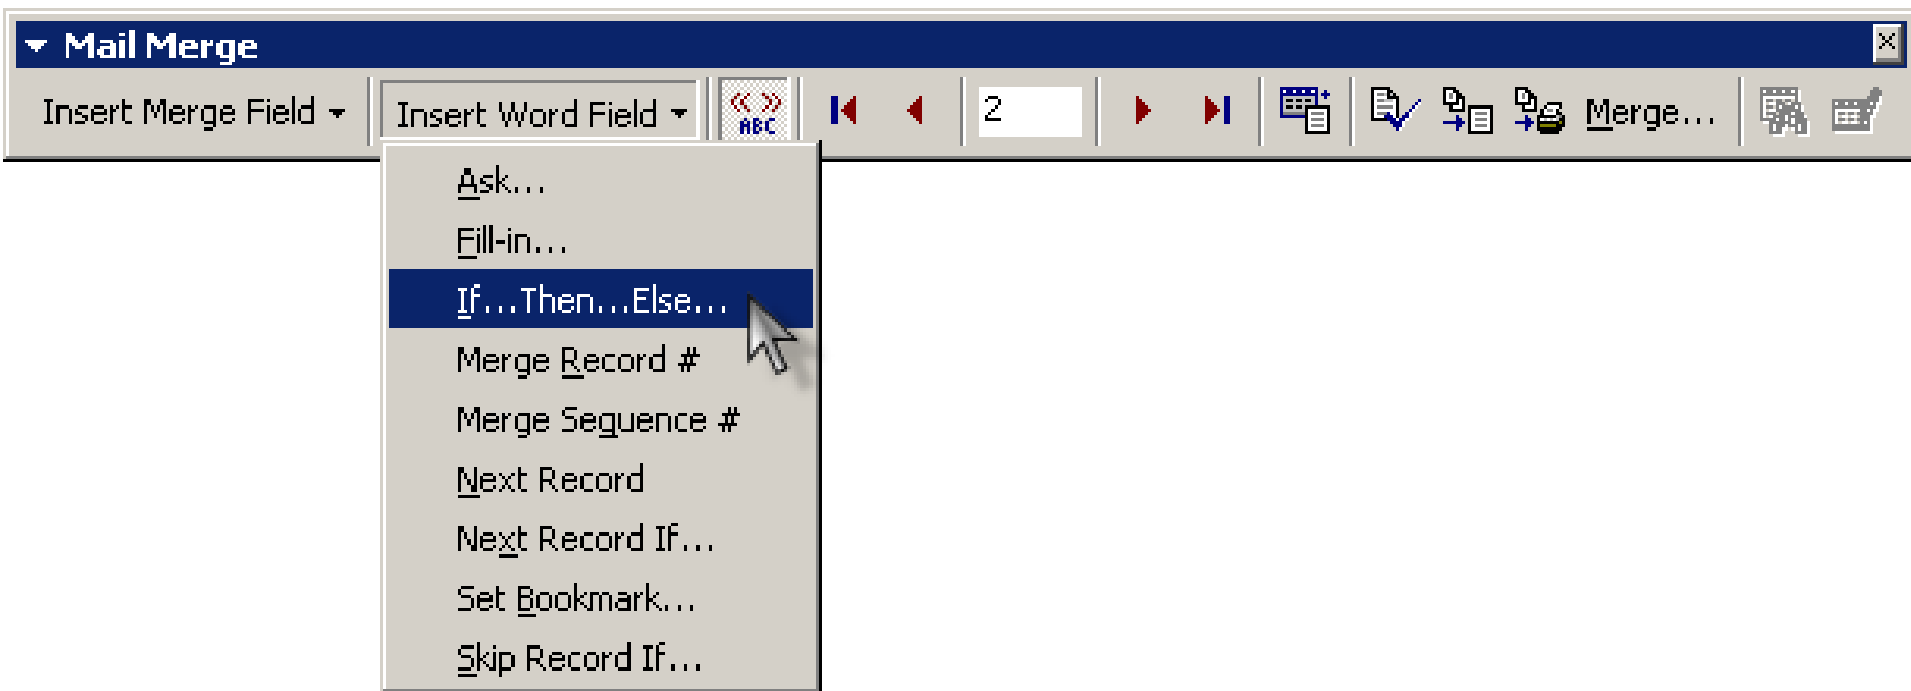 Mail Merge
Insert Merge Field Insert Word Field «» ABC 2 Merge...
Ask...
Fill-in...
If...Then...Else...
Merge Record #
Merge Sequence #
Next Record
Next Record If...
Set Bookmark...
Skip Record If...